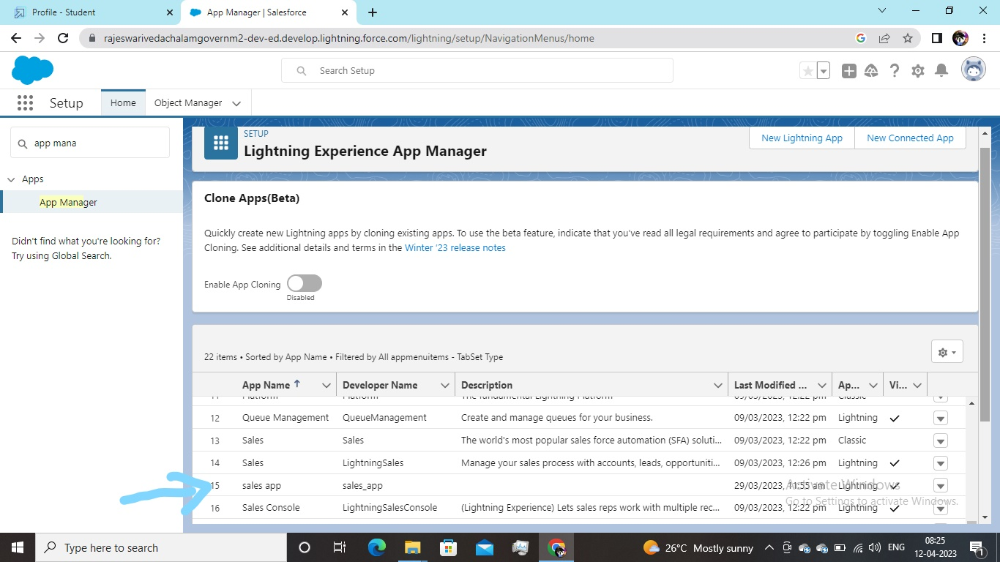 Profile - Student
App Manager | Salesforce
rajeswarivedachalamgovernm2-dev-ed.develop.lightning.force.com/lightning/setup/NavigationMenus/home
Search Setup
Setup
Home
Object Manager
app mana
Apps
App Manager
Didn't find what you're looking for?
Try using Global Search.
SETUP
Lightning Experience App Manager
New Lightning App
New Connected App
Clone Apps(Beta)
Quickly create new Lightning apps by cloning existing apps. To use the beta feature, indicate that you've read all legal requirements and agree to participate by toggling Enable App
Cloning. See additional details and terms in the Winter '23 release notes
Enable App Cloning
Disabled
22 items • Sorted by App Name • Filtered by All appmenuitems - TabSet Type
App Name ↑ Developer Name Description Last Modified ... Ap... Vi...
11 Platform Platform The fundamental Lightning Platform 09/03/2023, 12:22 pm Classic
12 Queue Management QueueManagement Create and manage queues for your business. 09/03/2023, 12:22 pm Lightning
13 Sales Sales The world's most popular sales force automation (SFA) soluti... 09/03/2023, 12:22 pm Classic
14 Sales LightningSales Manage your sales process with accounts, leads, opportuniti... 09/03/2023, 12:26 pm Lightning
15 sales app sales_app 29/03/2023, 11:55 am Lightning
16 Sales Console LightningSalesConsole (Lightning Experience) Lets sales reps work with multiple rec... 09/03/2023, 12:22 pm Lightning
Activate Windows
Go to Settings to activate Windows.
Type here to search
26°C Mostly sunny
ENG
08:25
12-04-2023
1